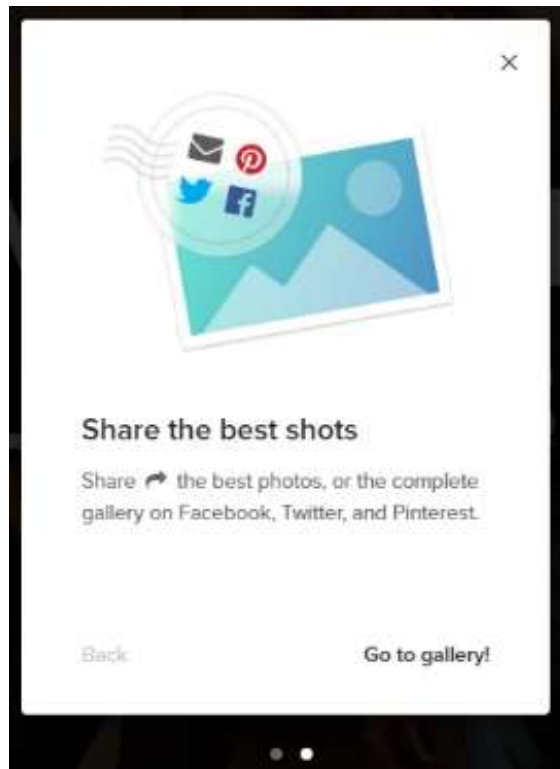 Share the best shots
Share the best photos, or the complete
gallery on Facebook, Twitter, and Pinterest.
Back
Go to gallery!